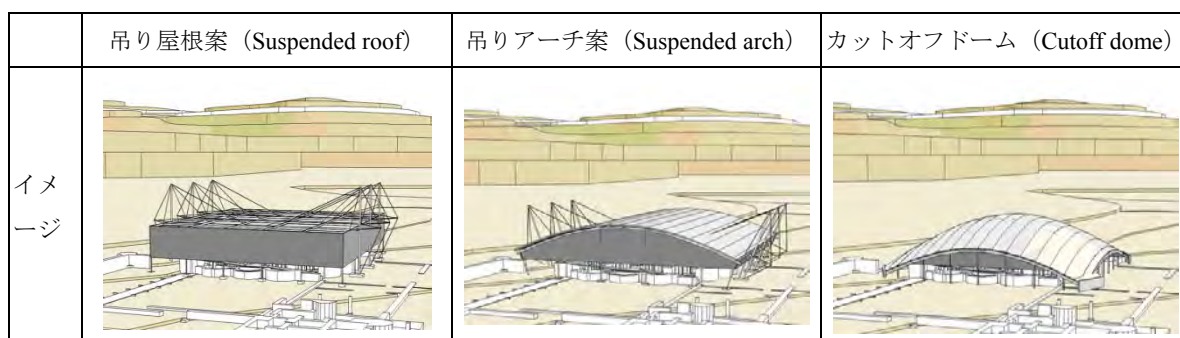 吊り屋根案（Suspended roof）
吊りアーチ案（Suspended arch）
カットオフドーム（Cutoff dome）
イメ
ージ